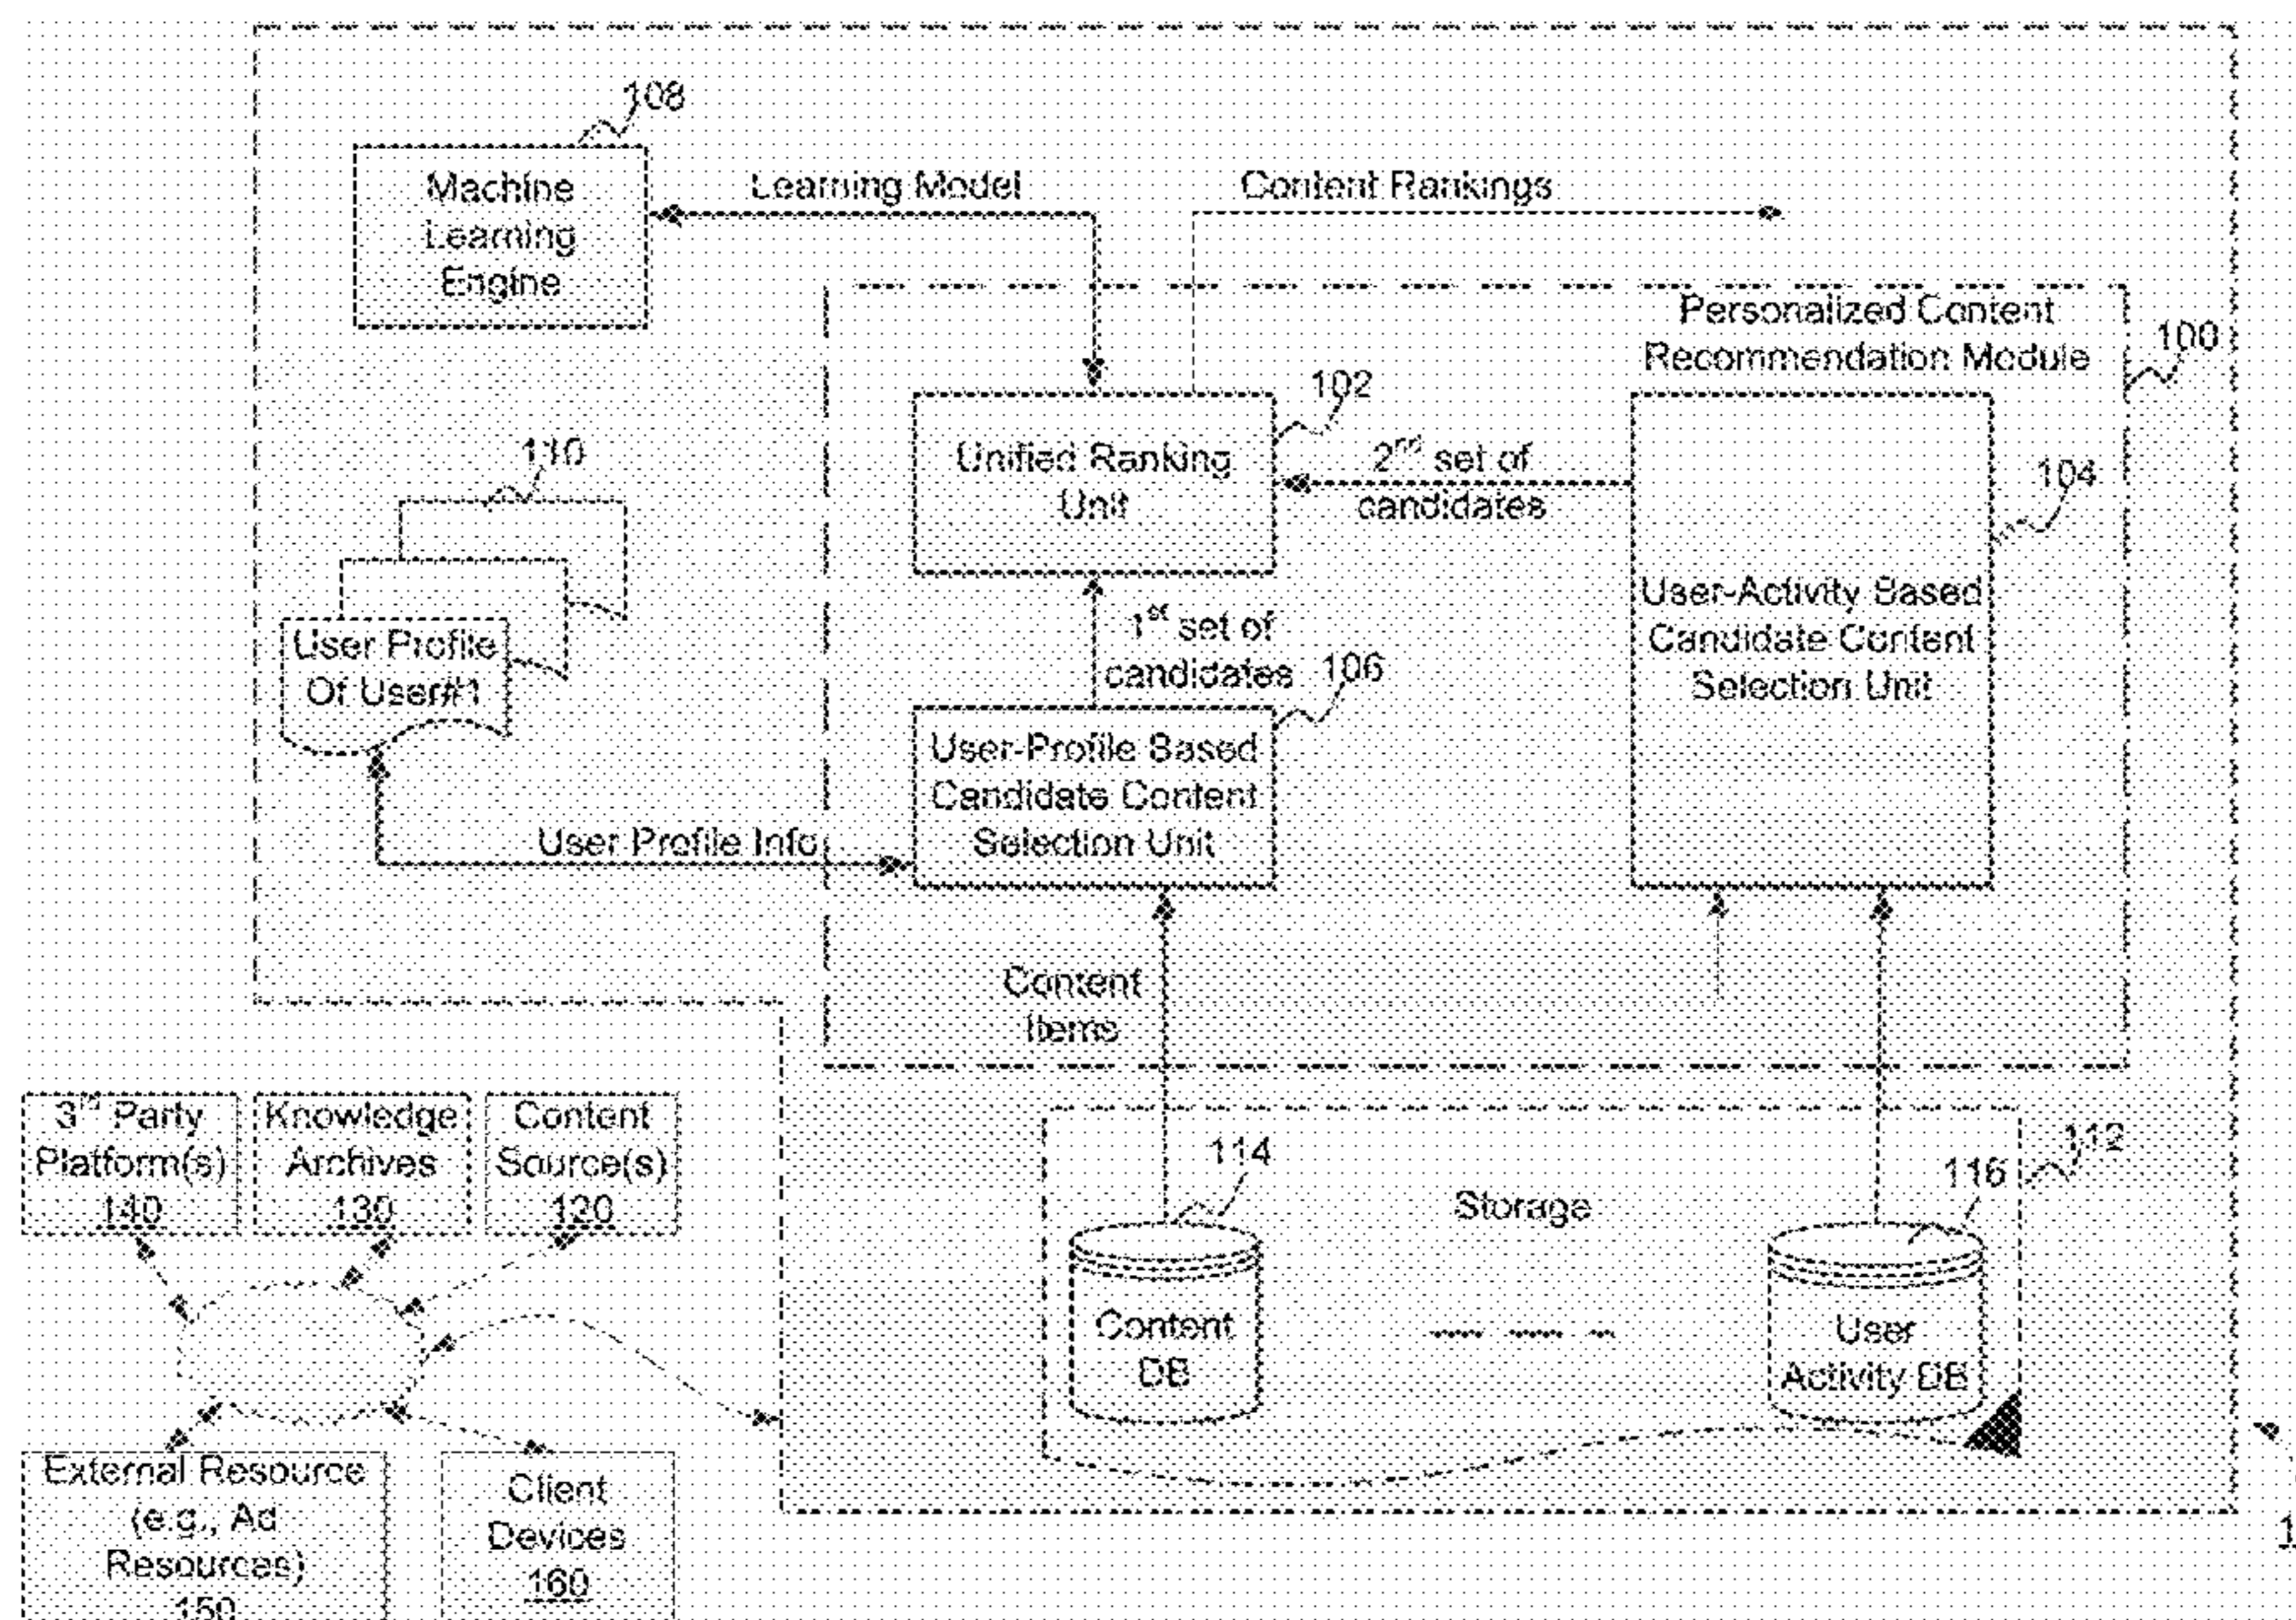 108
Machine
Learning
Engine
Learning Model
Content Rankings
Personalized Content
Recommendation Module
100
102
Unified Ranking
Unit
2nd set of
candidates
104
110
User-Activity Based
Candidate Content
Selection Unit
1st set of
candidates
106
User Profile
Of User#1
User-Profile Based
Candidate Content
Selection Unit
User Profile Info
Content
Items
3rd Party
Platform(s)
140
Knowledge
Archives
130
Content
Source(s)
120
114
Storage
116
112
Content
DB
User
Activity DB
External Resource
(e.g., Ad
Resources)
150
Client
Devices
160